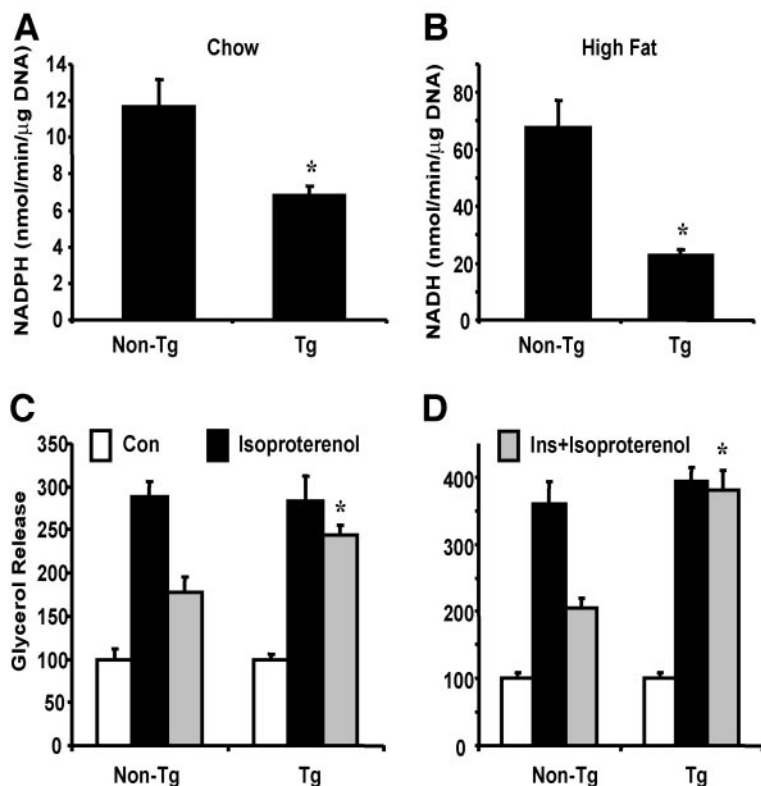 A
Chow
NADPH (nmol/min/µg DNA)
14
12
10
8
6
4
2
0
*
Non-Tg
Tg
B
High Fat
NADH (nmol/min/µg DNA)
80
60
40
20
0
*
Non-Tg
Tg
C
Con
Isoproterenol
Glycerol Release
350
300
250
200
150
100
50
0
*
Non-Tg
Tg
D
Ins+Isoproterenol
400
300
200
100
0
*
Non-Tg
Tg